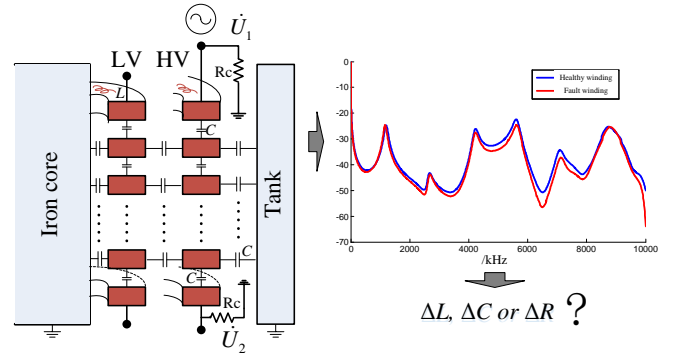 U̇₁
LV HV
Rc
L
C
Iron core
Tank
C
C
Rc
U̇₂
0
-10
-20
-30
-40
-50
-60
-70
0 2000 4000 6000 8000 10000
/kHz
Healthy winding
Fault winding
ΔL, ΔC or ΔR ?